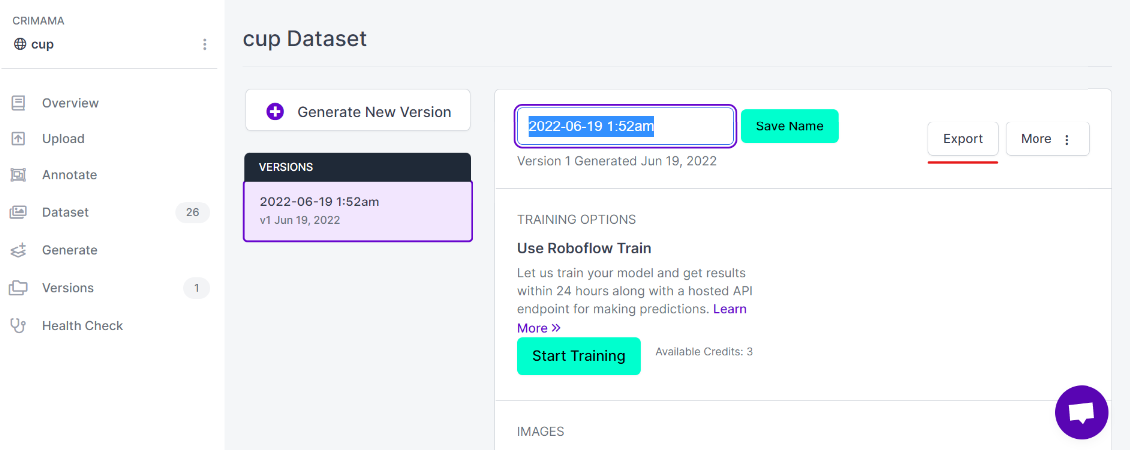 CRIMAMA
cup
Overview
Upload
Annotate
Dataset 26
Generate
Versions 1
Health Check
cup Dataset
Generate New Version
VERSIONS
2022-06-19 1:52am
v1 Jun 19, 2022
2022-06-19 1:52am
Save Name
Version 1 Generated Jun 19, 2022
Export
More
TRAINING OPTIONS
Use Roboflow Train
Let us train your model and get results
within 24 hours along with a hosted API
endpoint for making predictions. Learn
More »
Start Training
Available Credits: 3
IMAGES